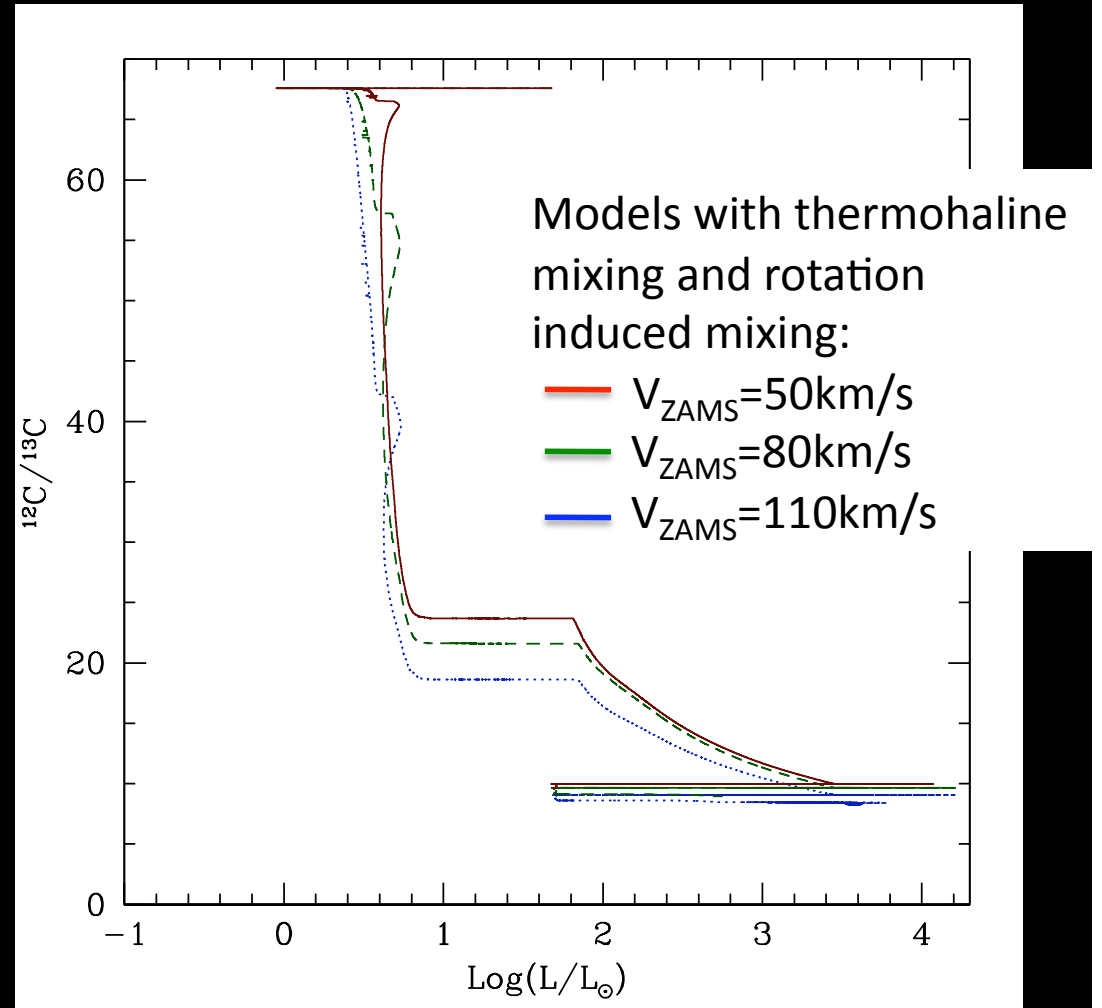 60
40
20
0
¹²C/¹³C
Models with thermohaline
mixing and rotation
induced mixing:
V_ZAMS=50km/s
V_ZAMS=80km/s
V_ZAMS=110km/s
−1 0 1 2 3 4
Log(L/L☉)